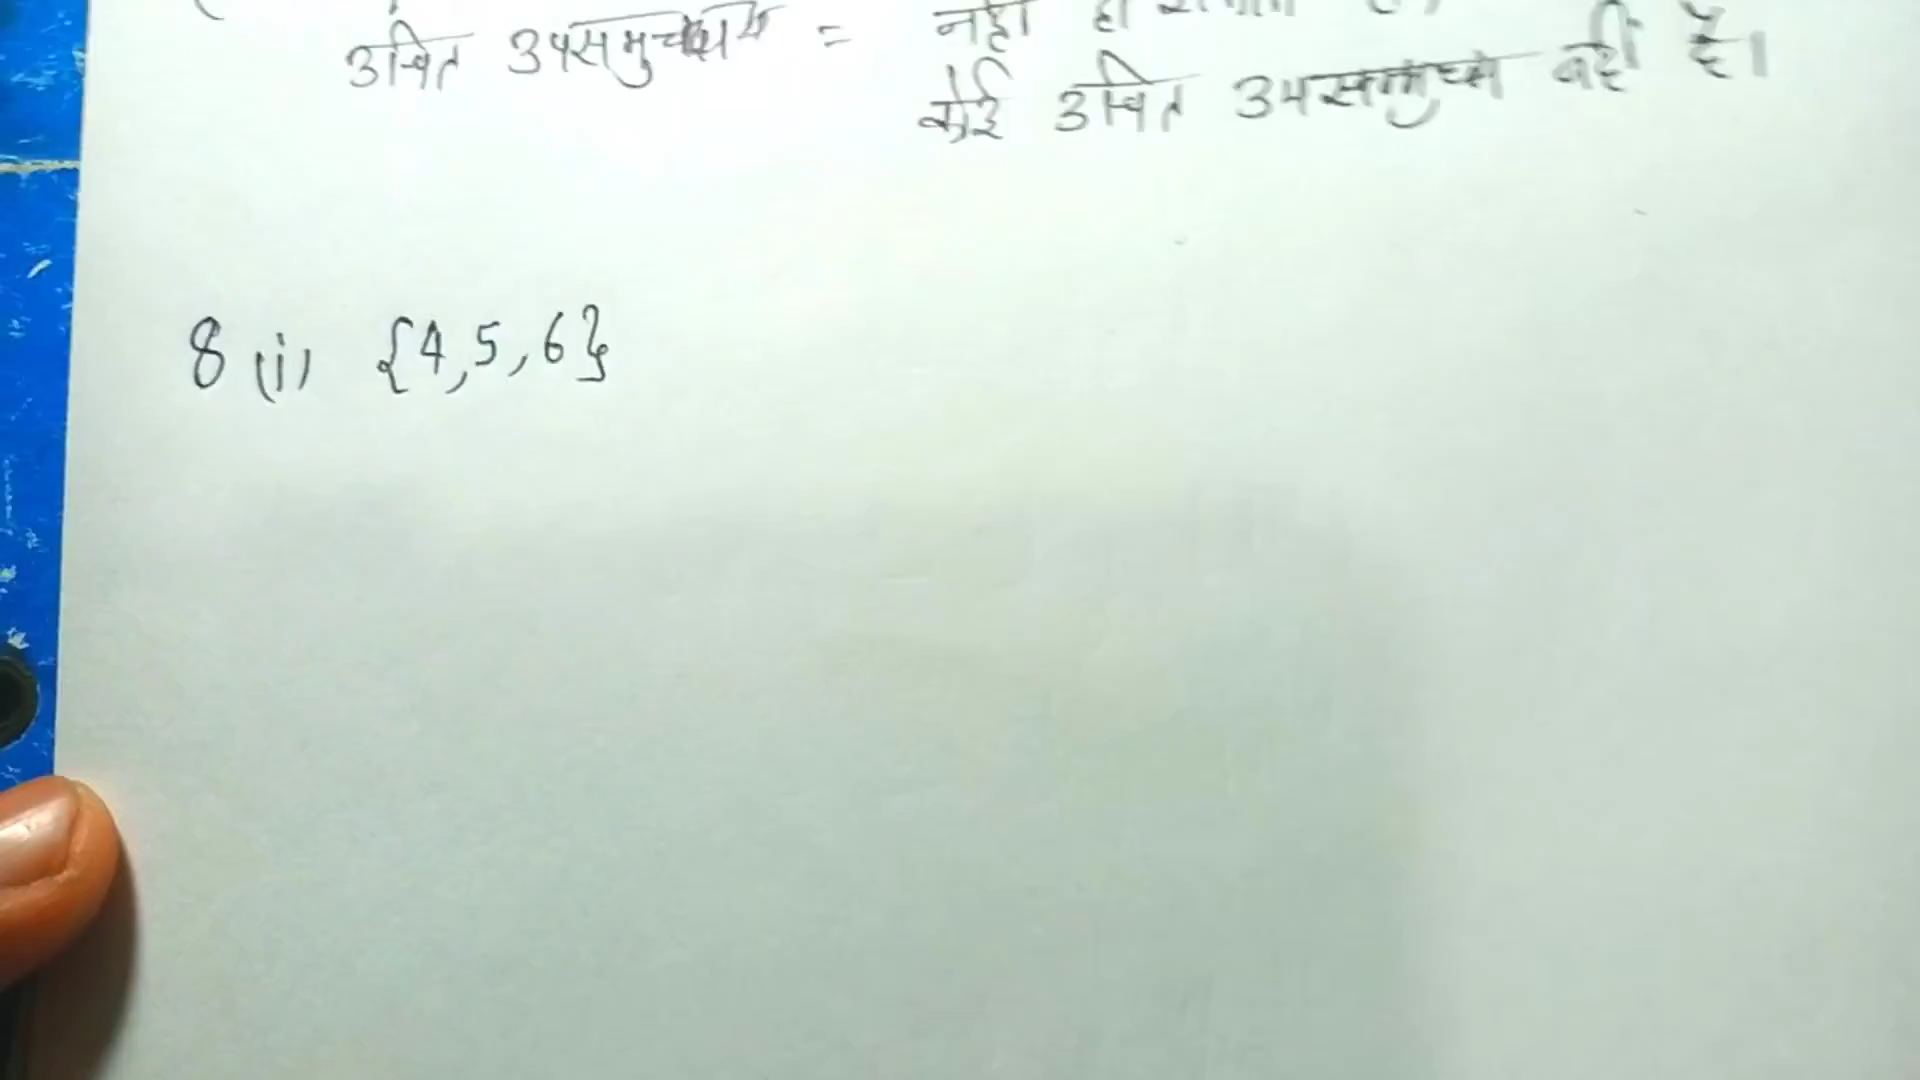 उचित उपसमुच्चय = नहीं हो
कोई उचित उपसमुच्चय नहीं है।
8 (i) {4,5,6}